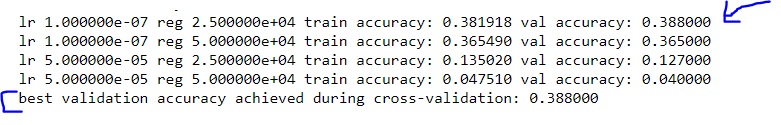 lr 1.000000e-07 reg 2.500000e+04 train accuracy: 0.381918 val accuracy: 0.388000
lr 1.000000e-07 reg 5.000000e+04 train accuracy: 0.365490 val accuracy: 0.365000
lr 5.000000e-05 reg 2.500000e+04 train accuracy: 0.135020 val accuracy: 0.127000
lr 5.000000e-05 reg 5.000000e+04 train accuracy: 0.047510 val accuracy: 0.040000
best validation accuracy achieved during cross-validation: 0.388000